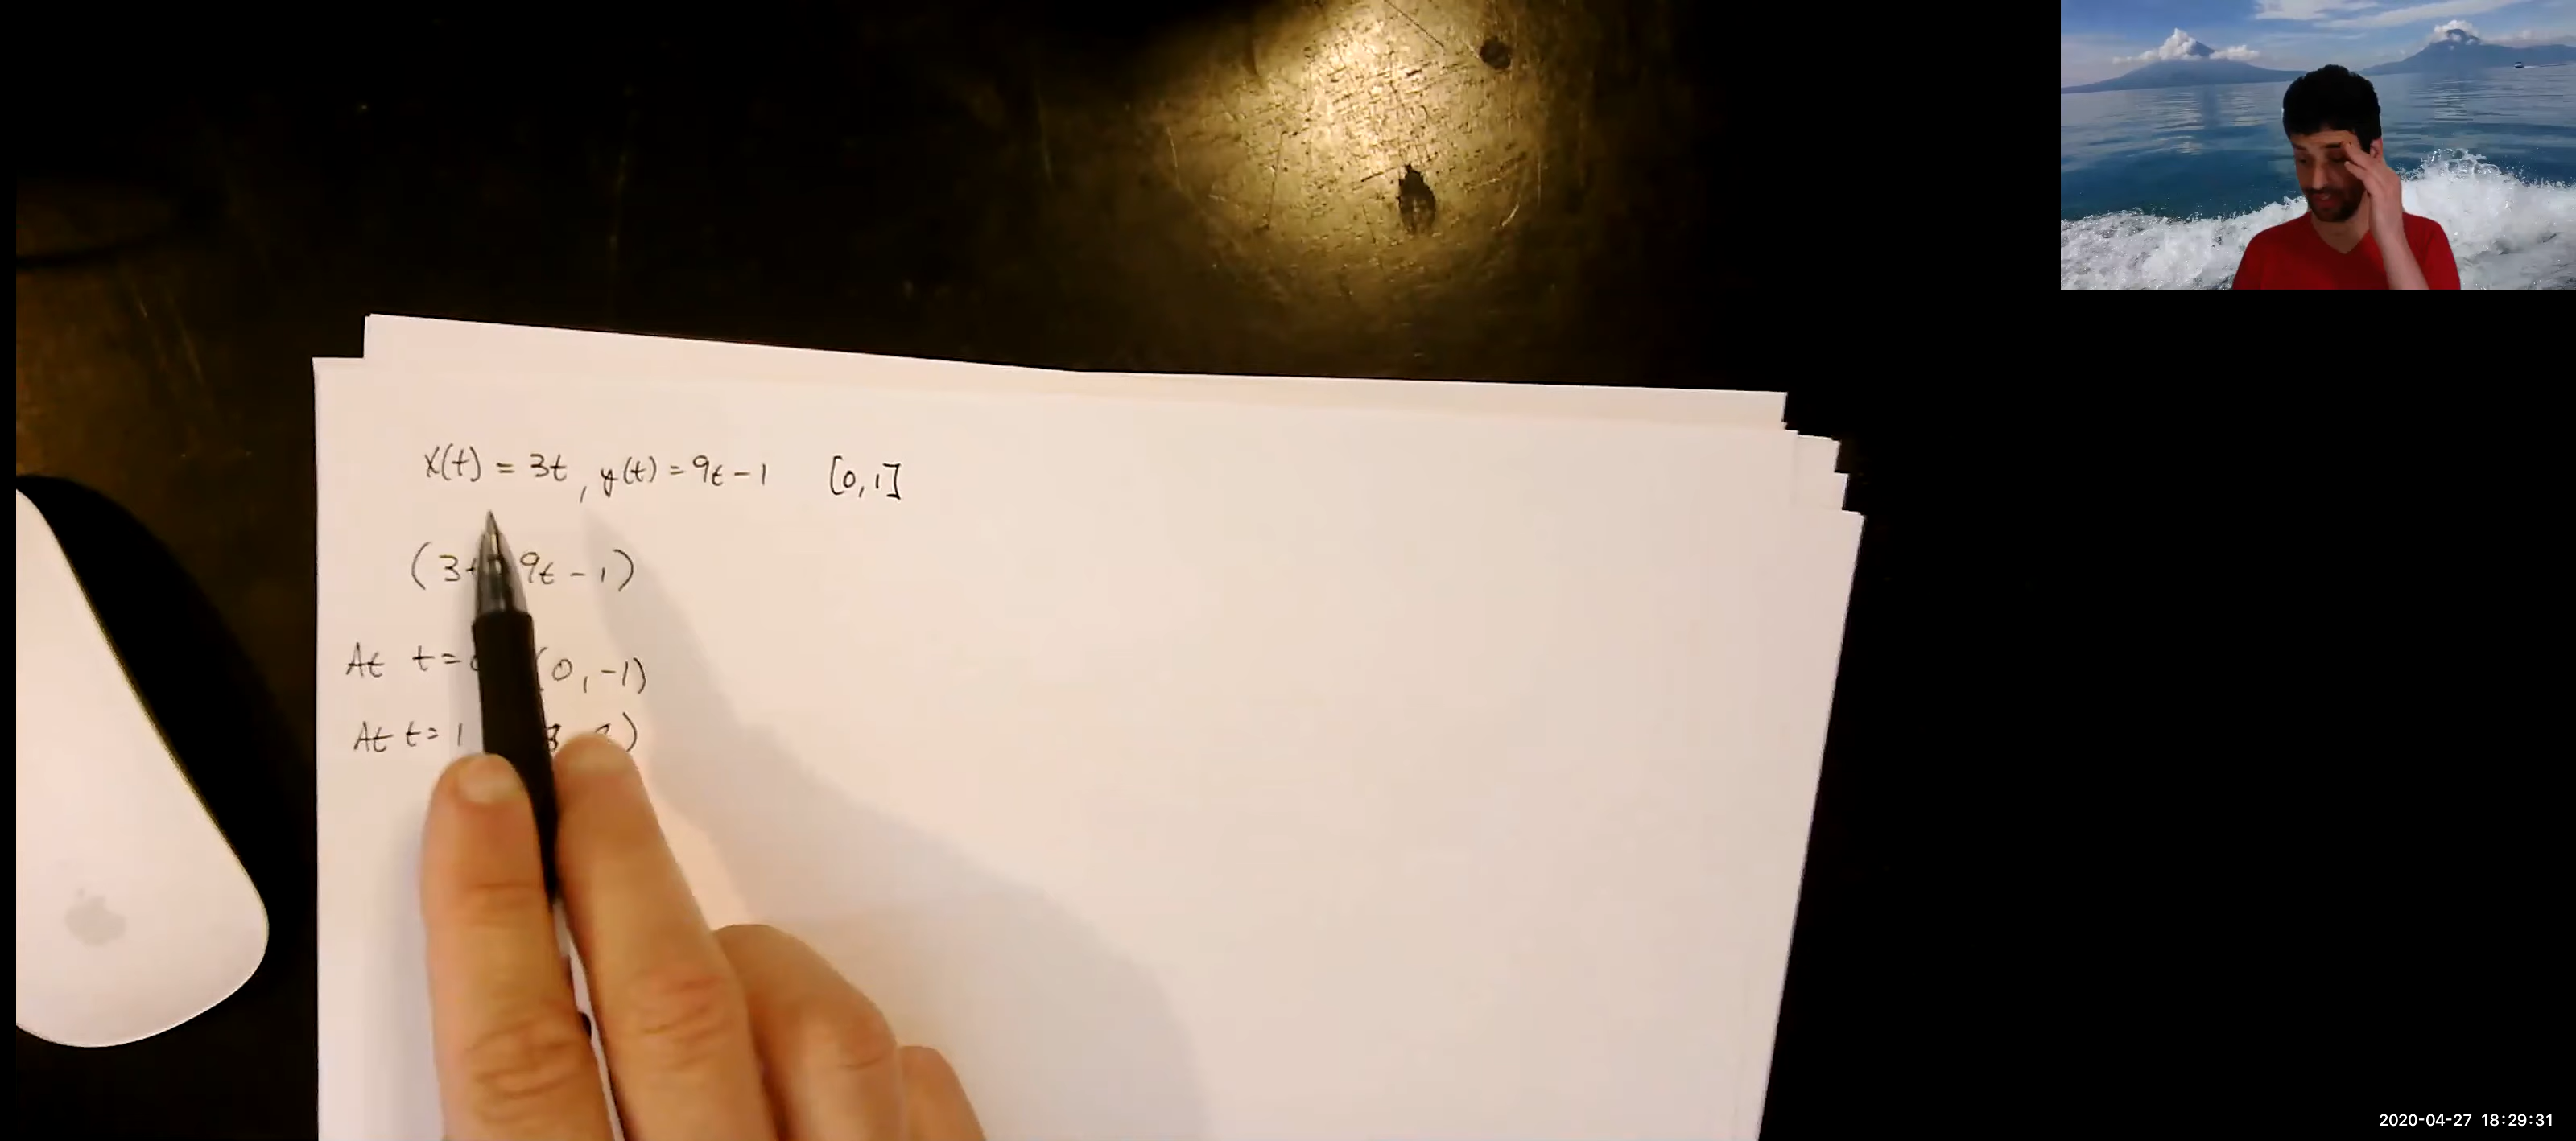 x(t) = 3t, y(t) = 9t - 1 [0, 1]
(3t 9t - 1)
At t = (0, -1)
At t = 1
2020-04-27 18:29:31